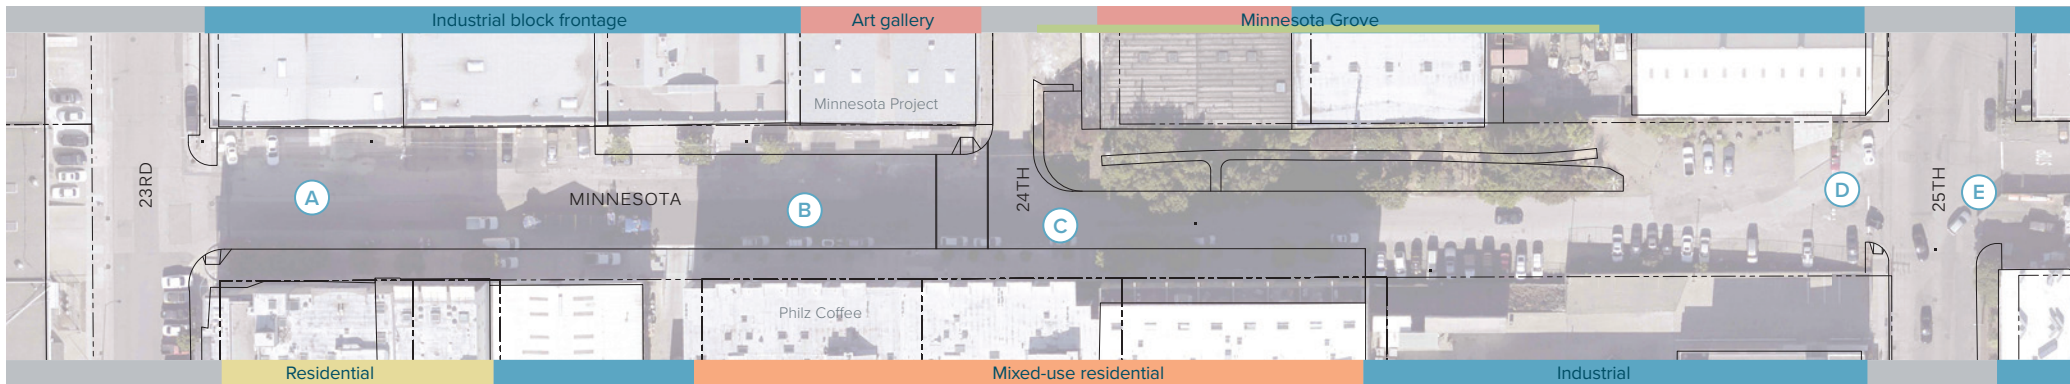 Industrial block frontage
Art gallery
Minnesota Grove
Minnesota Project
23RD
A
MINNESOTA
B
24TH
C
D
25TH
E
Philz Coffee
Residential
Mixed-use residential
Industrial